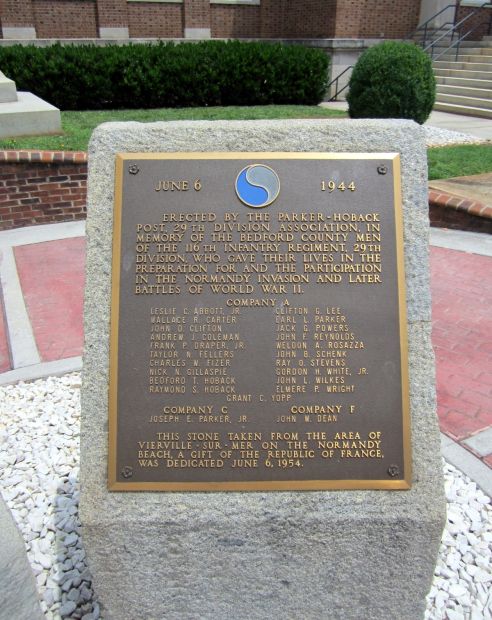 JUNE 6 1944
ERECTED BY THE PARKER-HOBACK
POST, 29TH DIVISION ASSOCIATION, IN
MEMORY OF THE BEDFORD COUNTY MEN
OF THE 116TH INFANTRY REGIMENT, 29TH
DIVISION, WHO GAVE THEIR LIVES IN THE
PREPARATION FOR AND THE PARTICIPATION
IN THE NORMANDY INVASION AND LATER
BATTLES OF WORLD WAR II.
COMPANY A
LESLIE C. ABBOTT, JR. CLIFTON G. LEE
WALLACE R. CARTER EARL L. PARKER
JOHN D. CLIFTON JACK G. POWERS
ANDREW J. COLEMAN JOHN F. REYNOLDS
FRANK P. DRAPER, JR. WELDON A. ROSAZZA
TAYLOR N. FELLERS JOHN B. SCHENK
CHARLES W. FIZER RAY O. STEVENS
NICK N. GILLASPIE GORDON H. WHITE, JR.
BEDFORD T. HOBACK JOHN L. WILKES
RAYMOND S. HOBACK ELMERE P. WRIGHT
GRANT C. YOPP
COMPANY C COMPANY F
JOSEPH E. PARKER, JR. JOHN W. DEAN
THIS STONE TAKEN FROM THE AREA OF
VIERVILLE-SUR-MER ON THE NORMANDY
BEACH, A GIFT OF THE REPUBLIC OF FRANCE,
WAS DEDICATED JUNE 6, 1954.